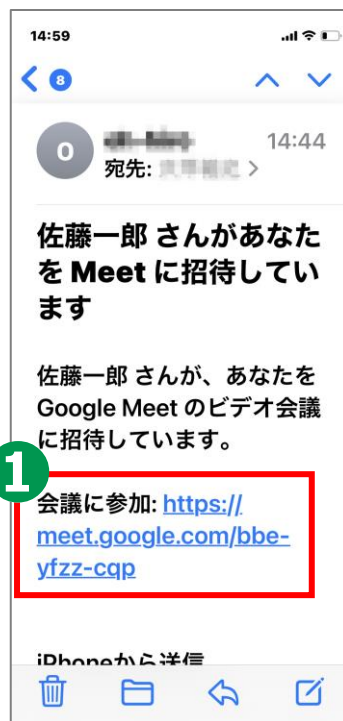 14:59
8
O
14:44
宛先:
佐藤一郎 さんがあなた
を Meet に招待してい
ます
佐藤一郎 さんが、あなたを
Google Meet のビデオ会議
に招待しています。
1
会議に参加: https://
meet.google.com/bbe-
yfzz-cqp
iPhoneから送信